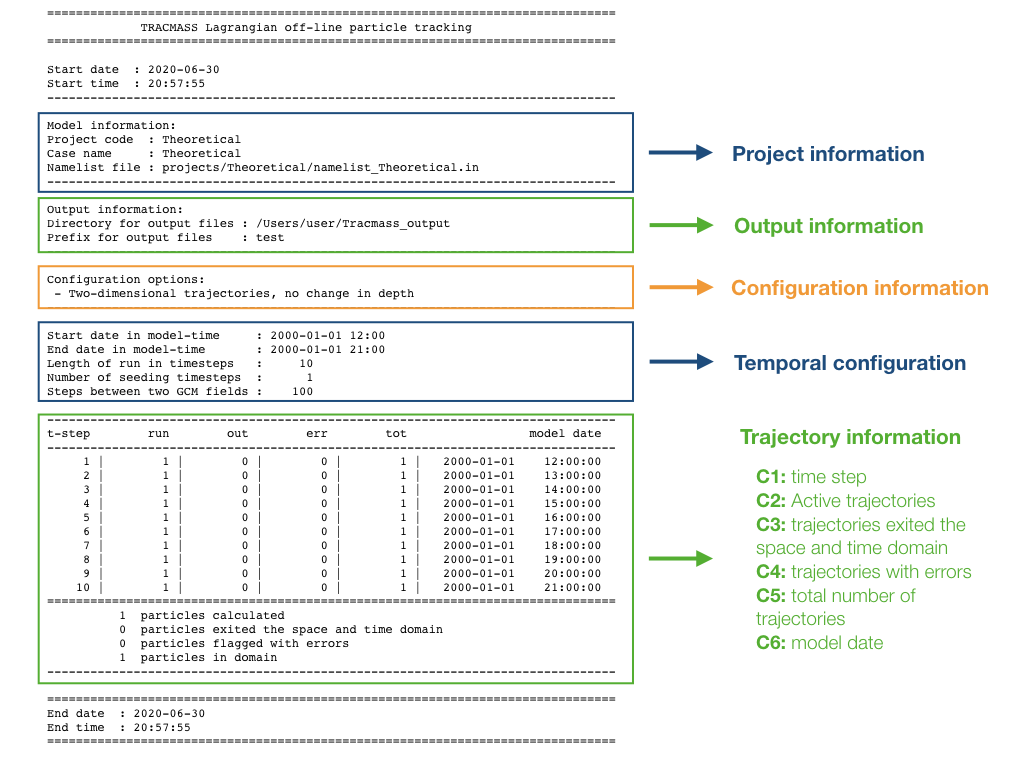 ===============================================================================
             TRACMASS Lagrangian off-line particle tracking
===============================================================================
Start date  : 2020-06-30
Start time  : 20:57:55
-------------------------------------------------------------------------------
Model information:
Project code  : Theoretical
Case name     : Theoretical
Namelist file : projects/Theoretical/namelist_Theoretical.in
-------------------------------------------------------------------------------
Project information
Output information:
Directory for output files : /Users/user/Tracmass_output
Prefix for output files    : test
Output information
Configuration options:
 - Two-dimensional trajectories, no change in depth
Configuration information
Start date in model-time     : 2000-01-01 12:00
End date in model-time       : 2000-01-01 21:00
Length of run in timesteps   :     10
Number of seeding timesteps  :      1
Steps between two GCM fields :    100
Temporal configuration
-------------------------------------------------------------------------------
t-step        run        out        err        tot                 model date
-------------------------------------------------------------------------------
     1 |        1 |        0 |        0 |        1 |   2000-01-01    12:00:00
     2 |        1 |        0 |        0 |        1 |   2000-01-01    13:00:00
     3 |        1 |        0 |        0 |        1 |   2000-01-01    14:00:00
     4 |        1 |        0 |        0 |        1 |   2000-01-01    15:00:00
     5 |        1 |        0 |        0 |        1 |   2000-01-01    16:00:00
     6 |        1 |        0 |        0 |        1 |   2000-01-01    17:00:00
     7 |        1 |        0 |        0 |        1 |   2000-01-01    18:00:00
     8 |        1 |        0 |        0 |        1 |   2000-01-01    19:00:00
     9 |        1 |        0 |        0 |        1 |   2000-01-01    20:00:00
    10 |        1 |        0 |        0 |        1 |   2000-01-01    21:00:00
===============================================================================
          1  particles calculated
          0  particles exited the space and time domain
          0  particles flagged with errors
          1  particles in domain
-------------------------------------------------------------------------------
Trajectory information
C1: time step
C2: Active trajectories
C3: trajectories exited the
space and time domain
C4: trajectories with errors
C5: total number of
trajectories
C6: model date
===============================================================================
End date  : 2020-06-30
End time  : 20:57:55
===============================================================================